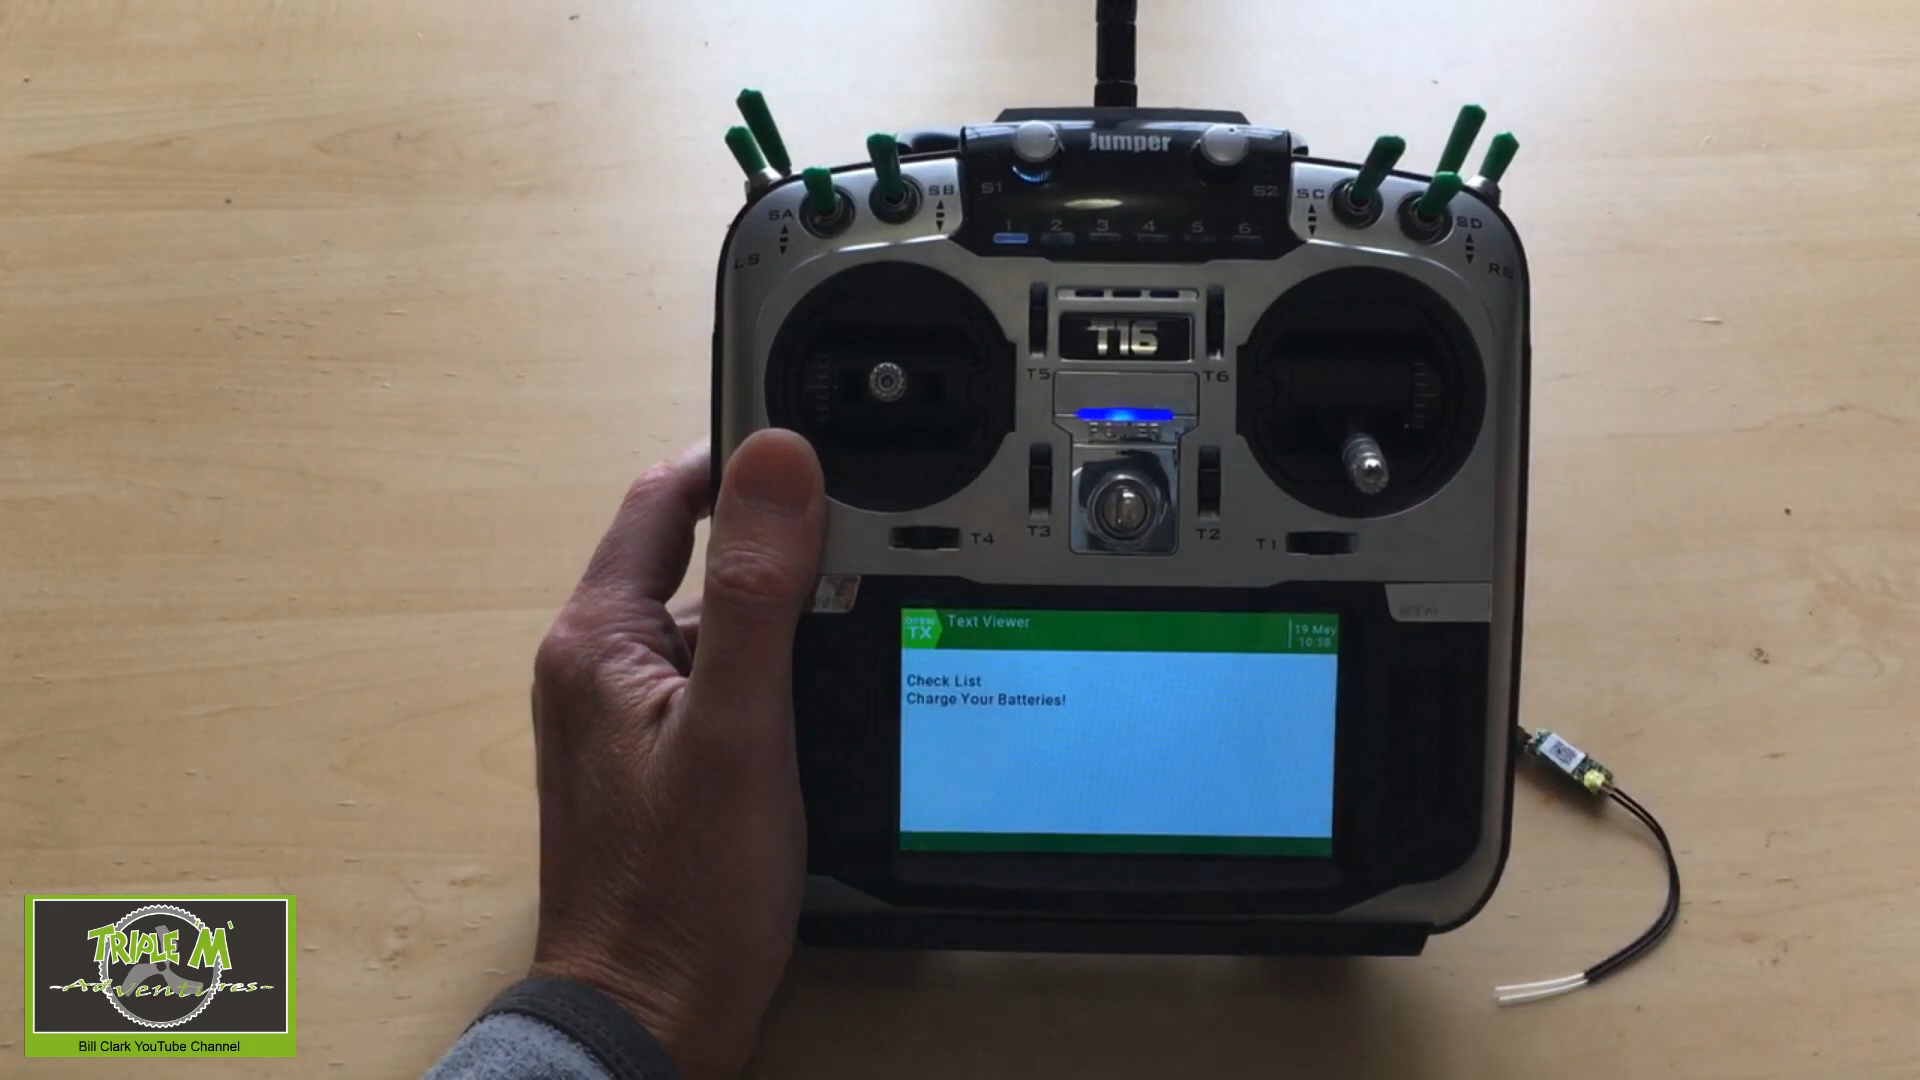 Jumper
S1
S2
SB
SC
SA
SD
1 2 3 4 5 6
LS
RS
T16
T5
T6
POWER
T3
T2
T4
T1
OPEN
TX
Text Viewer
19 May
10:58
Check List
Charge Your Batteries!
TRIPLE M
-Adventures-
Bill Clark YouTube Channel